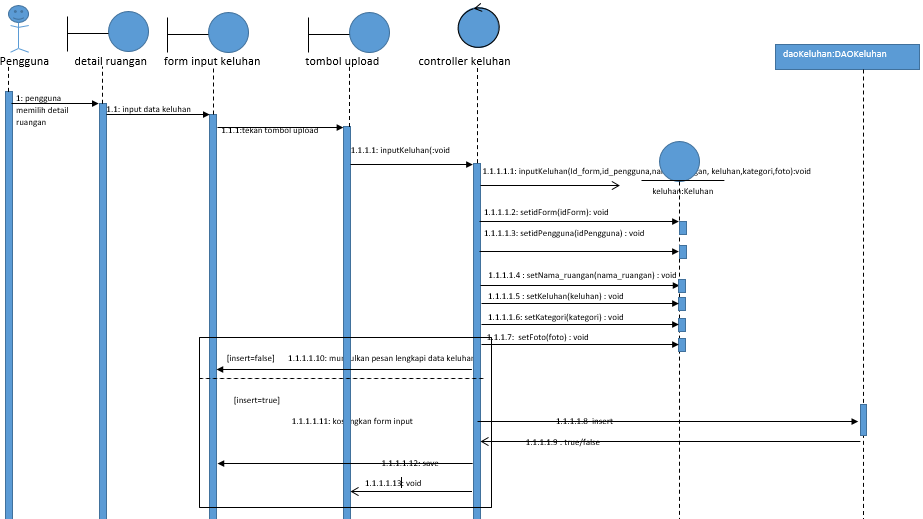 Pengguna
detail ruangan
form input keluhan
tombol upload
controller keluhan
daoKeluhan:DAOKeluhan
1: pengguna
memilih detail
ruangan
1.1: input data keluhan
1.1.1:tekan tombol upload
1.1.1.1: inputKeluhan(:void
1.1.1.1.1: inputKeluhan(Id_form,id_pengguna, keluhan,kategori,foto):void
keluhan:Keluhan
1.1.1.1.2: setidForm(idForm): void
1.1.1.1.3: setidPengguna(idPengguna) : void
1.1.1.1.4 : setNama_ruangan(nama_ruangan) : void
1.1.1.1.5 : setKeluhan(keluhan) : void
1.1.1.1.6: setKategori(kategori) : void
1.1.1.7: setFoto(foto) : void
[insert=false]
1.1.1.1.10: munculkan pesan lengkapi data keluhan
[insert=true]
1.1.1.1.11: kosongkan form input
1.1.1.1.8 insert
1.1.1.1.9 : true/false
1.1.1.1.12: save
1.1.1.1.13: void